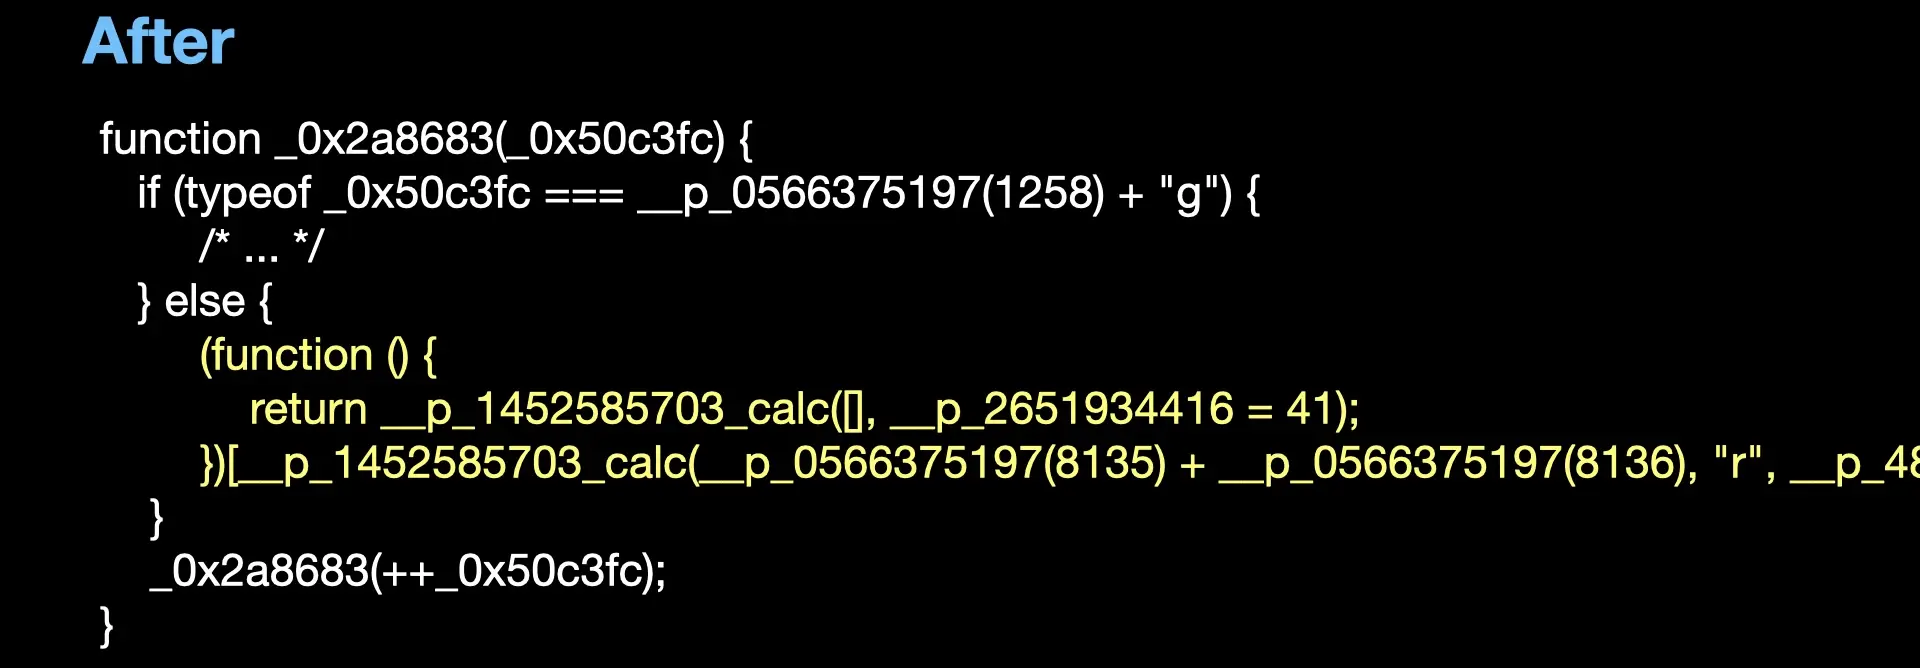 After
function _0x2a8683(_0x50c3fc) {
if (typeof _0x50c3fc === __p_0566375197(1258) + "g") {
/* ... */
} else {
(function () {
return __p_1452585703_calc([], __p_2651934416 = 41);
})[__p_1452585703_calc(__p_0566375197(8135) + __p_0566375197(8136), "r", __p_48
}
_0x2a8683(++_0x50c3fc);
}